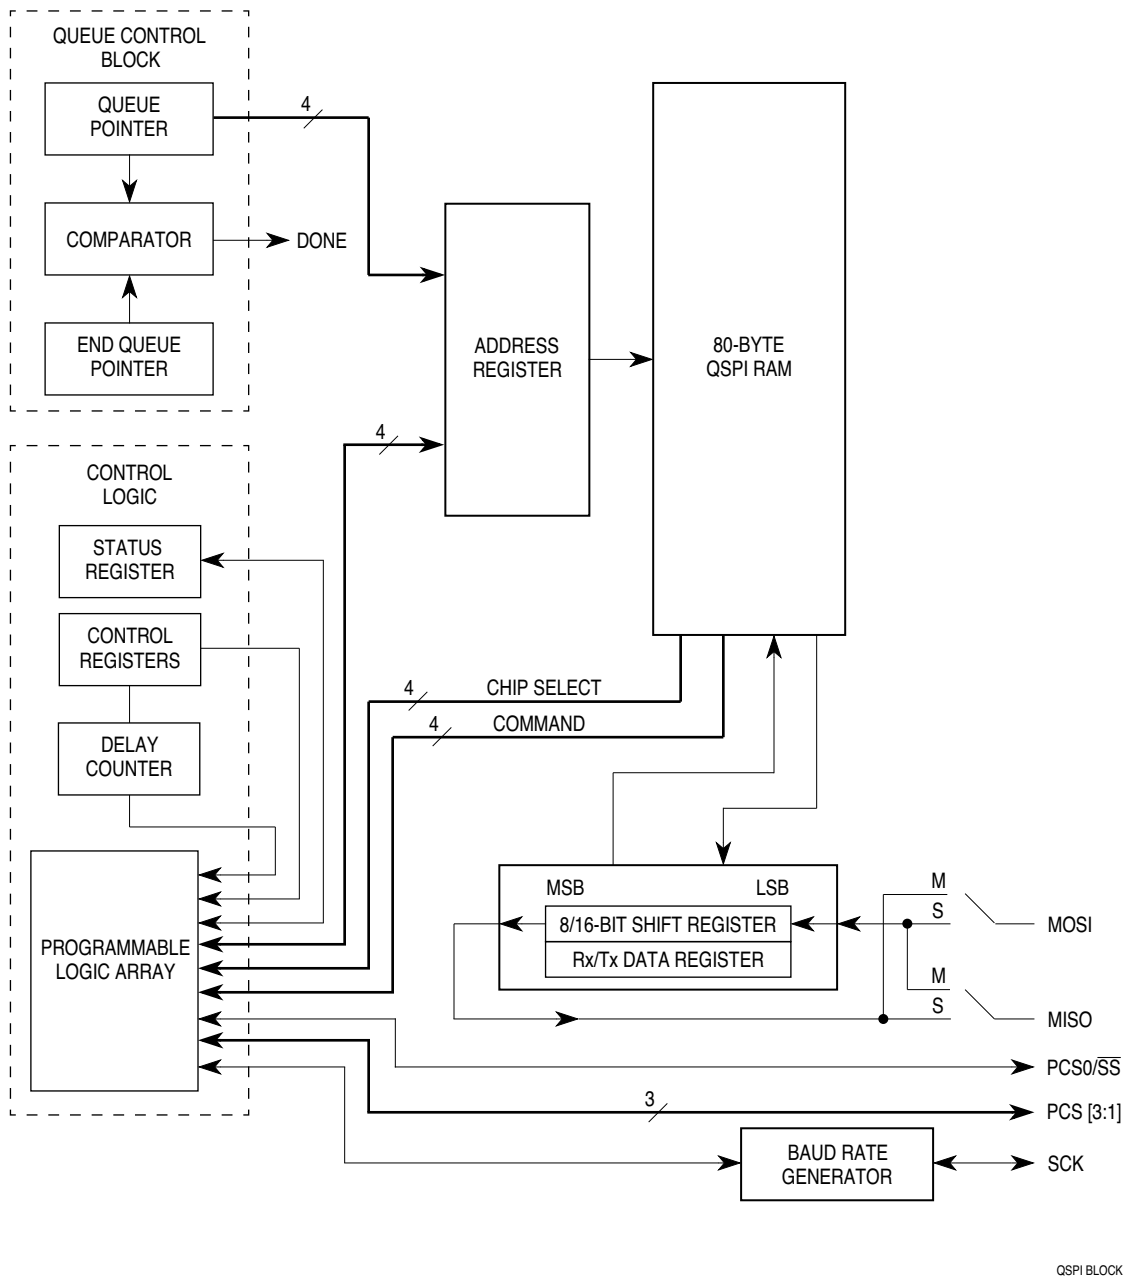 QUEUE CONTROL
BLOCK
QUEUE
POINTER
4
COMPARATOR
DONE
END QUEUE
POINTER
ADDRESS
REGISTER
80-BYTE
QSPI RAM
4
CONTROL
LOGIC
STATUS
REGISTER
CONTROL
REGISTERS
DELAY
COUNTER
4 CHIP SELECT
4 COMMAND
PROGRAMMABLE
LOGIC ARRAY
MSB LSB
8/16-BIT SHIFT REGISTER
Rx/Tx DATA REGISTER
M
S
MOSI
M
S
MISO
PCS0/SS
3
PCS [3:1]
BAUD RATE
GENERATOR
SCK
QSPI BLOCK